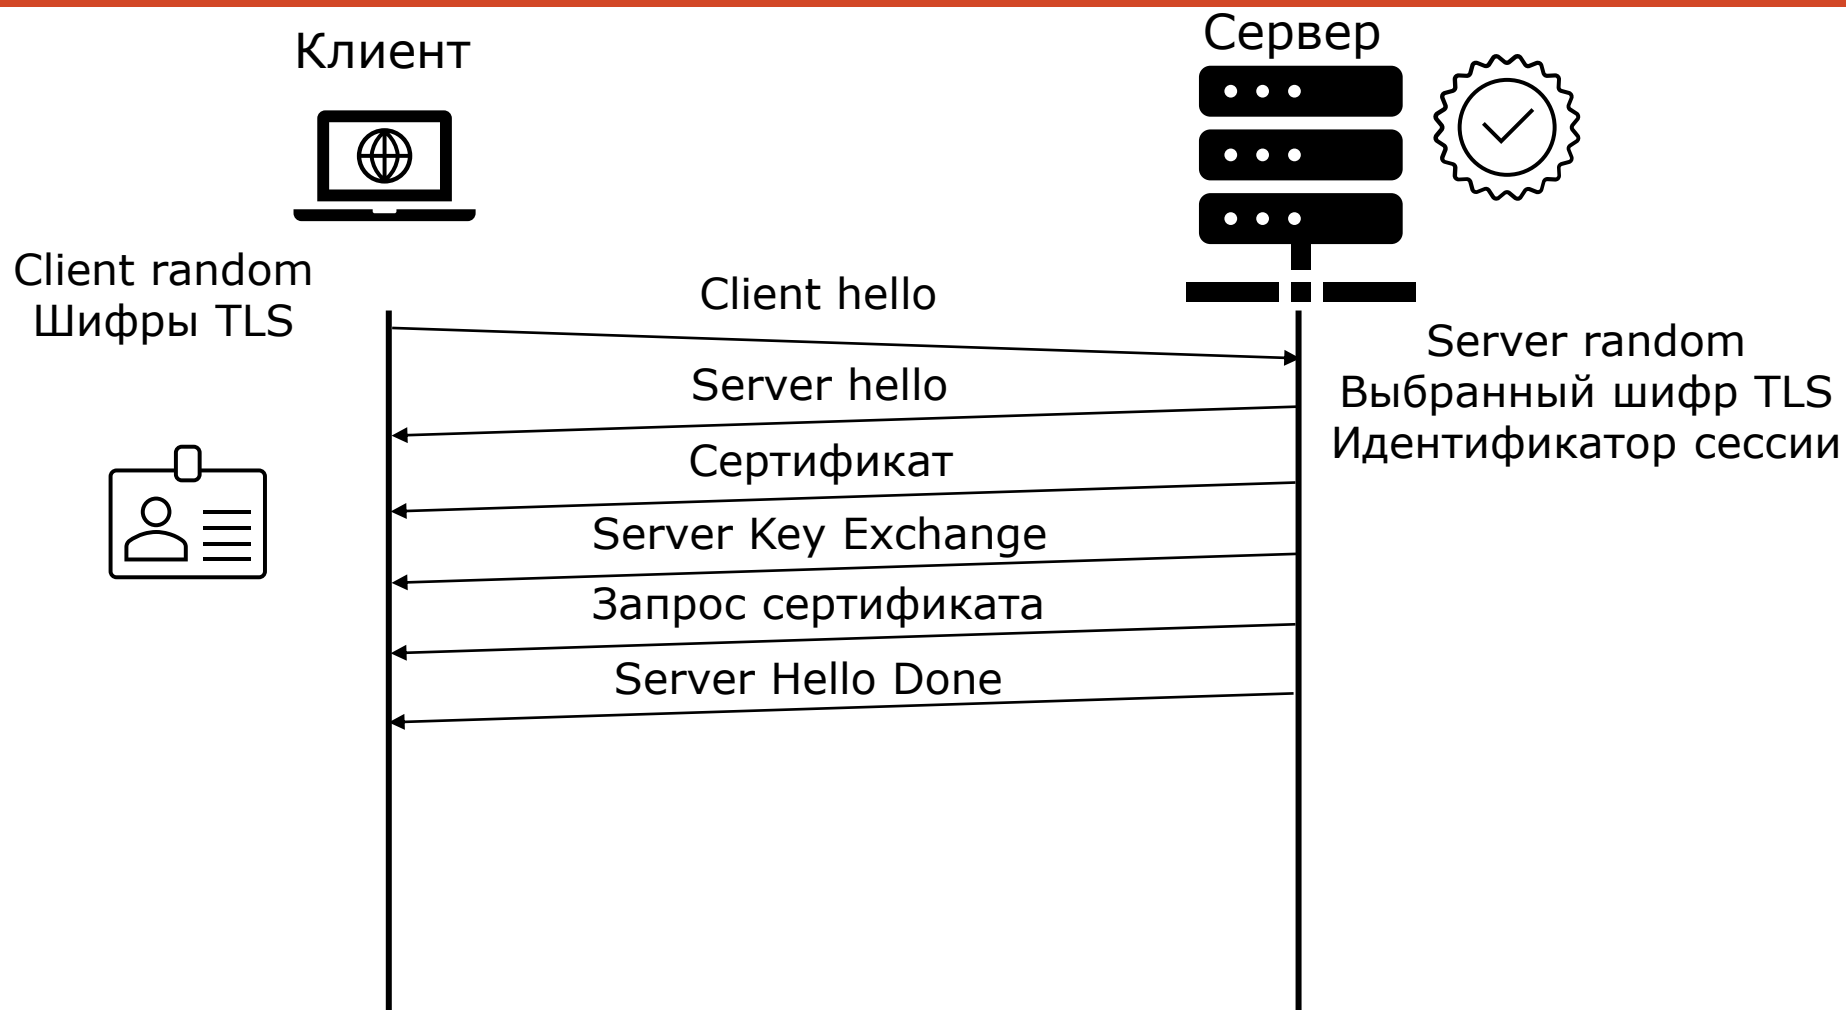 Клиент
Сервер
Client random
Шифры TLS
Client hello
Server random
Выбранный шифр TLS
Идентификатор сессии
Server hello
Сертификат
Server Key Exchange
Запрос сертификата
Server Hello Done